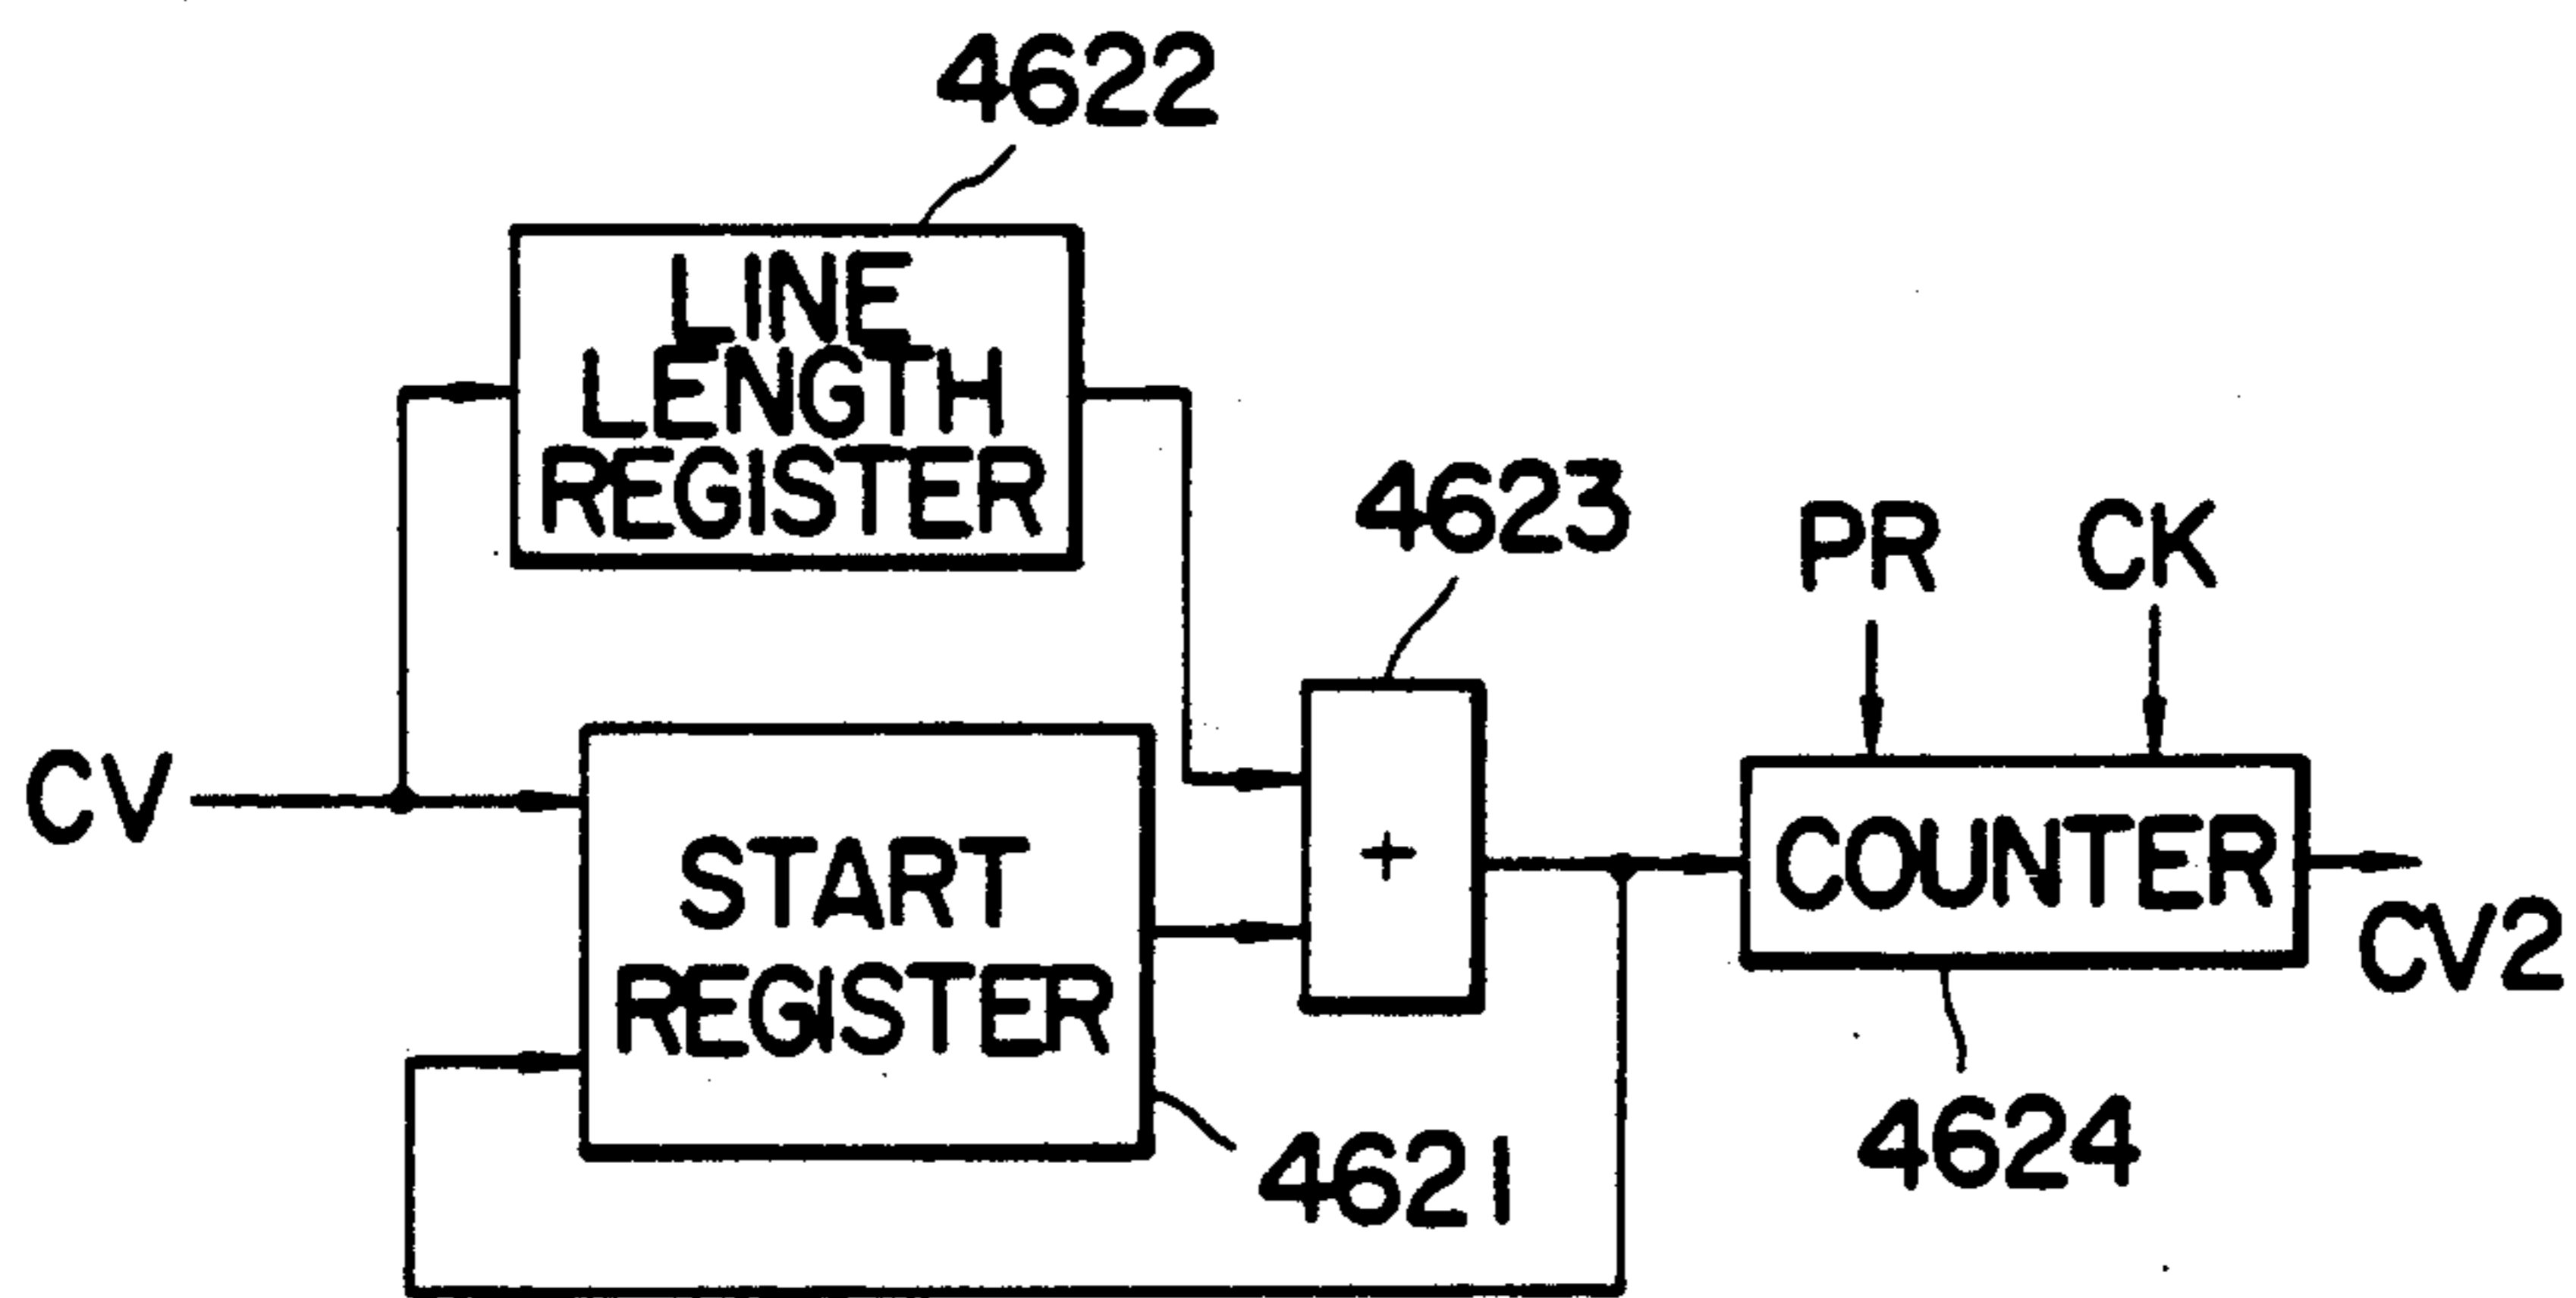 4622
LINE
LENGTH
REGISTER
4623
PR
CK
CV
START
REGISTER
+
COUNTER
CV2
4621
4624